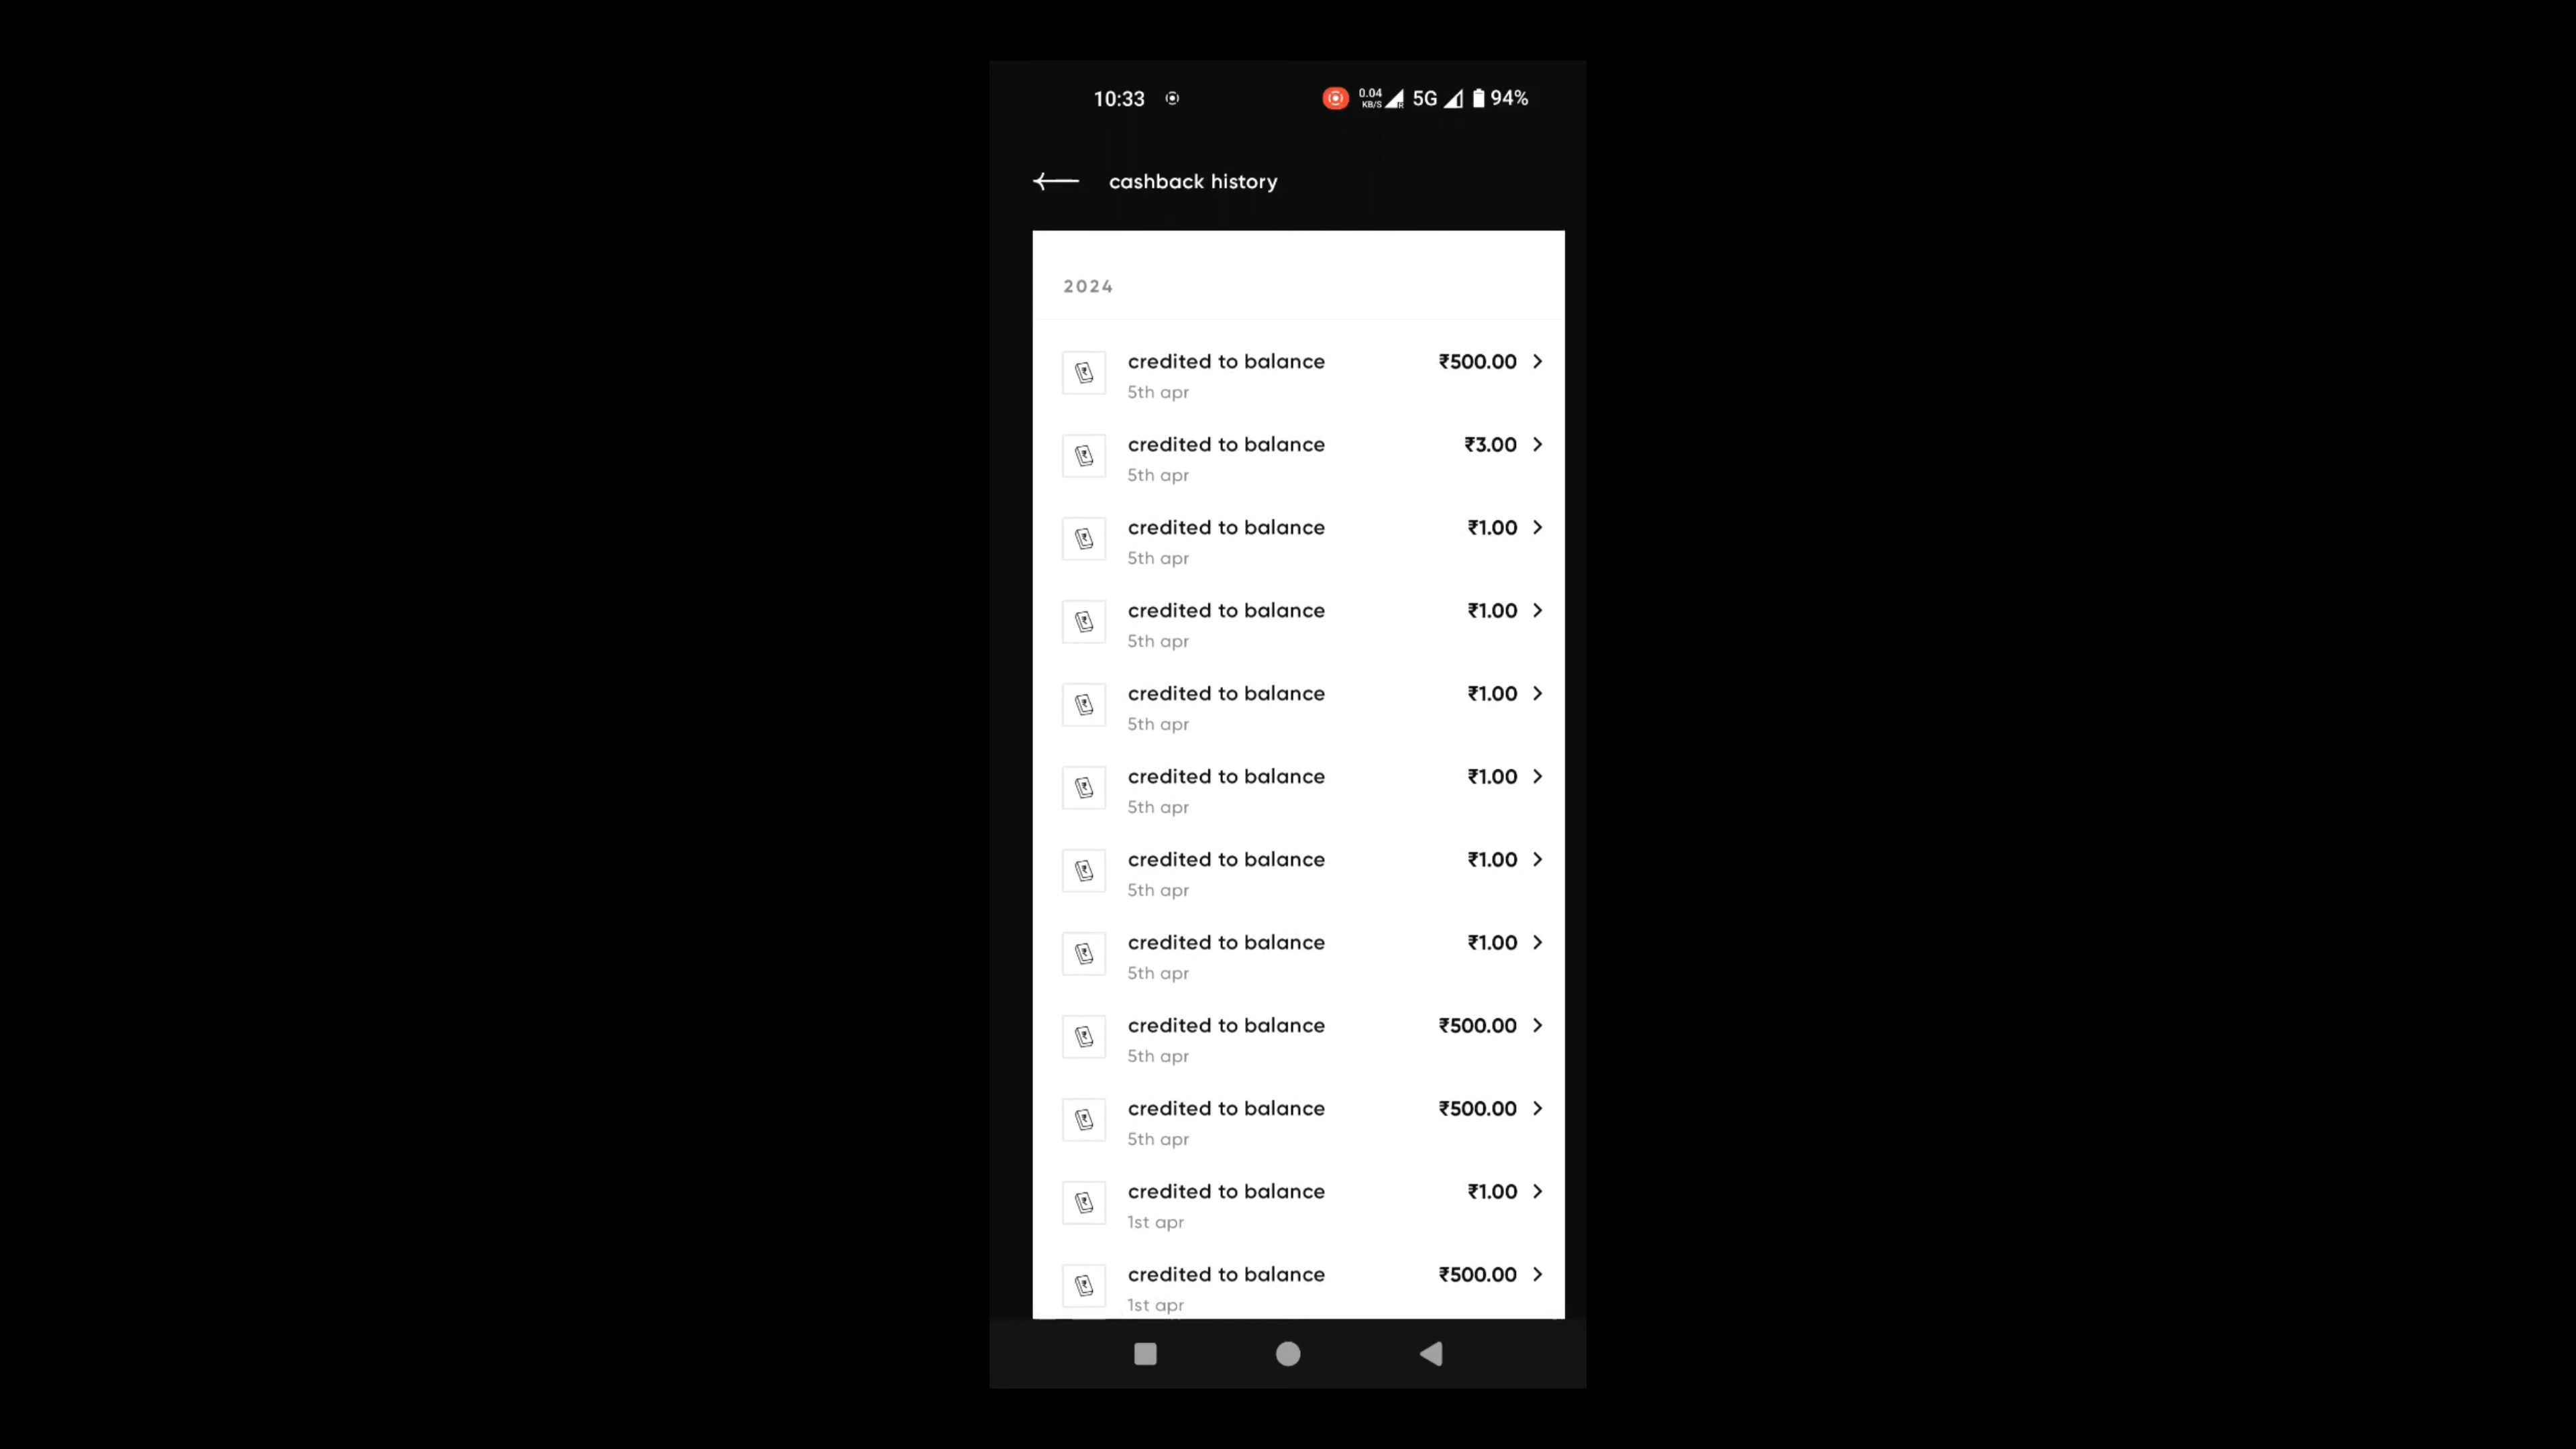 10:33 0.04 KB/S R 5G 94%
cashback history
2024
credited to balance ₹500.00
5th apr
credited to balance ₹3.00
5th apr
credited to balance ₹1.00
5th apr
credited to balance ₹1.00
5th apr
credited to balance ₹1.00
5th apr
credited to balance ₹1.00
5th apr
credited to balance ₹1.00
5th apr
credited to balance ₹1.00
5th apr
credited to balance ₹500.00
5th apr
credited to balance ₹500.00
5th apr
credited to balance ₹1.00
1st apr
credited to balance ₹500.00
1st apr